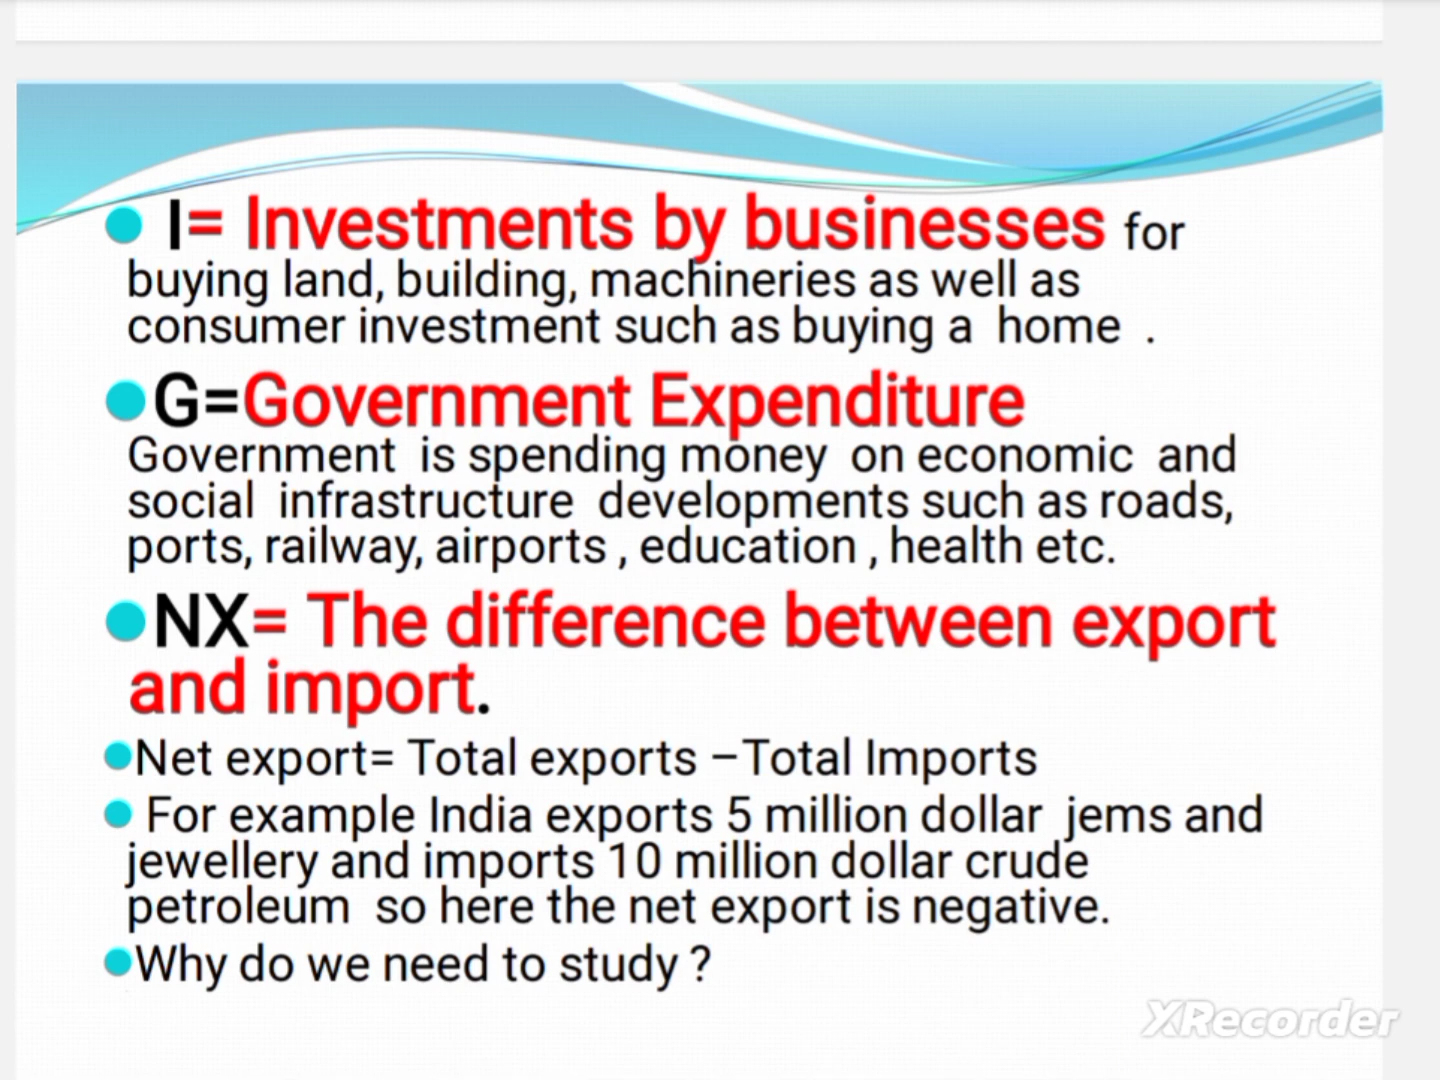 I= Investments by businesses for
buying land, building, machineries as well as
consumer investment such as buying a home .
G=Government Expenditure
Government is spending money on economic and
social infrastructure developments such as roads,
ports, railway, airports , education , health etc.
NX= The difference between export
and import.
Net export= Total exports –Total Imports
For example India exports 5 million dollar jems and
jewellery and imports 10 million dollar crude
petroleum so here the net export is negative.
Why do we need to study ?
XRecorder